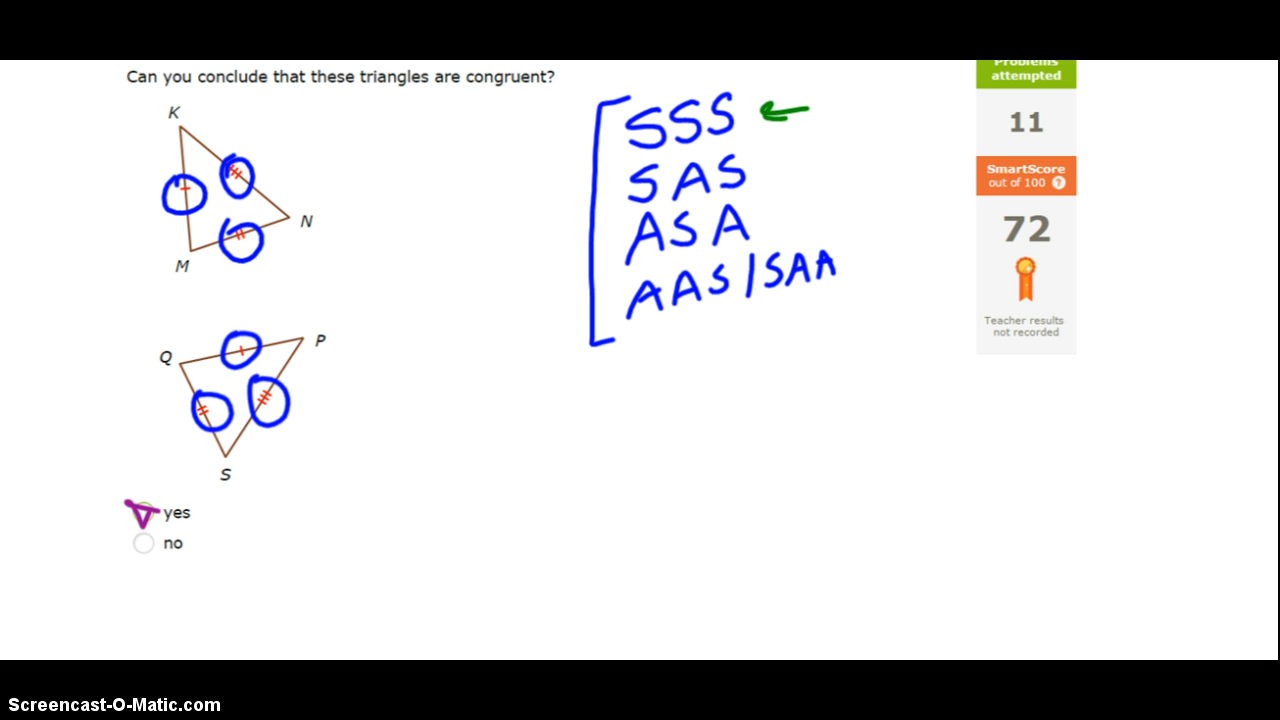 Can you conclude that these triangles are congruent?
K
N
M
Q
P
S
yes
no
SSS
SAS
ASA
AAS/SAA
Problems
attempted
11
SmartScore
out of 100 ?
72
Teacher results
not recorded
Screencast-O-Matic.com